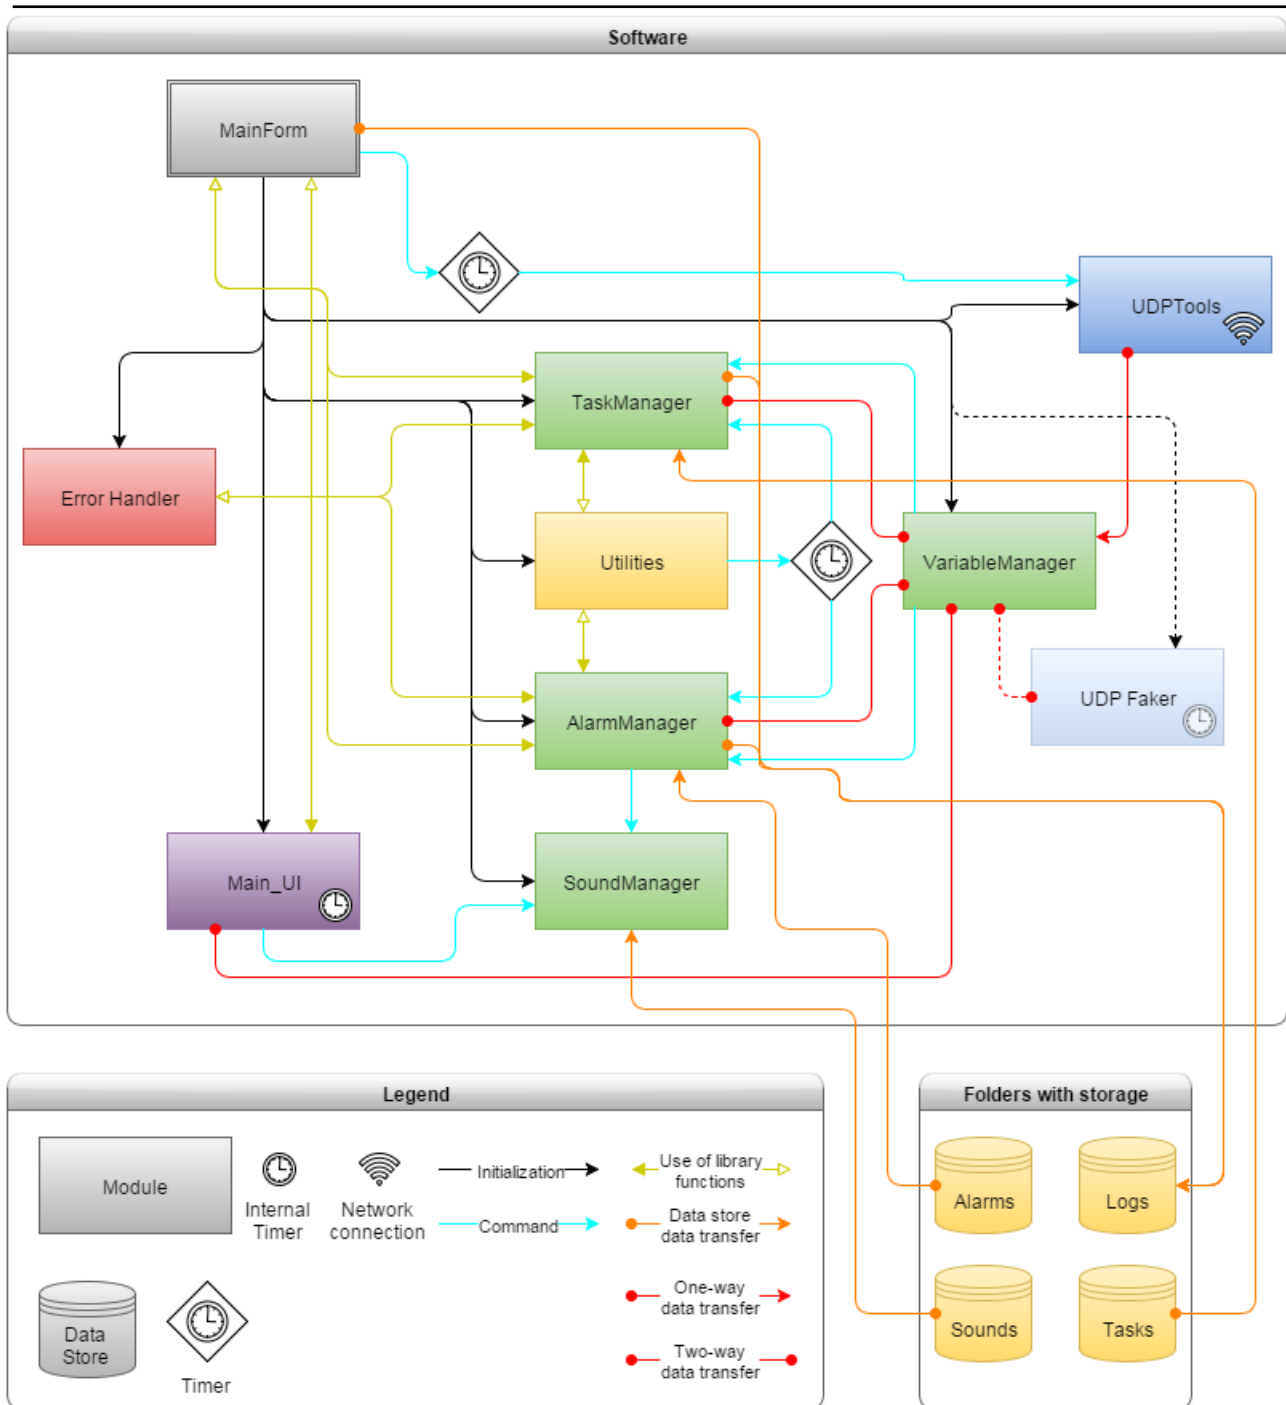 Software
MainForm
UDPTools
TaskManager
Error Handler
Utilities
VariableManager
UDP Faker
AlarmManager
Main_UI
SoundManager
Legend
Module
Internal
Timer
Network
connection
Initialization
Command
Use of library
functions
Data store
data transfer
One-way
data transfer
Two-way
data transfer
Data
Store
Timer
Folders with storage
Alarms
Logs
Sounds
Tasks